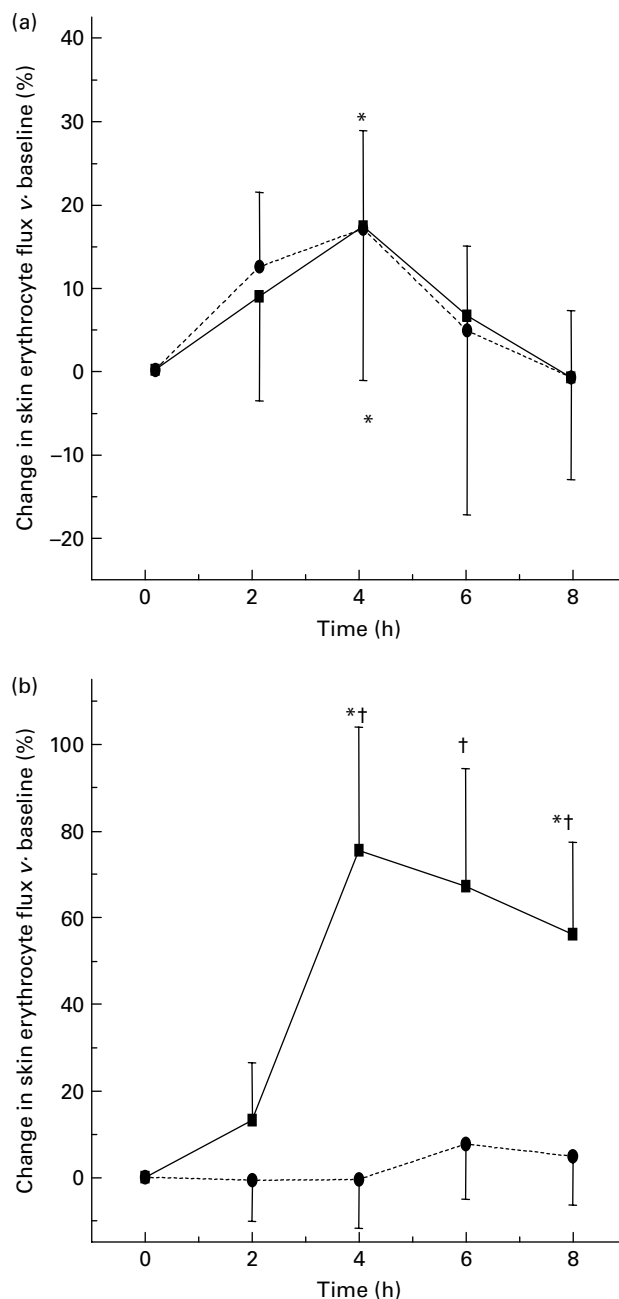 (a)
Change in skin erythrocyte flux v· baseline (%)
40
30
20
10
0
–10
–20
*
*
0 2 4 6 8
Time (h)
(b)
Change in skin erythrocyte flux v· baseline (%)
100
80
60
40
20
0
*†
†
*†
0 2 4 6 8
Time (h)